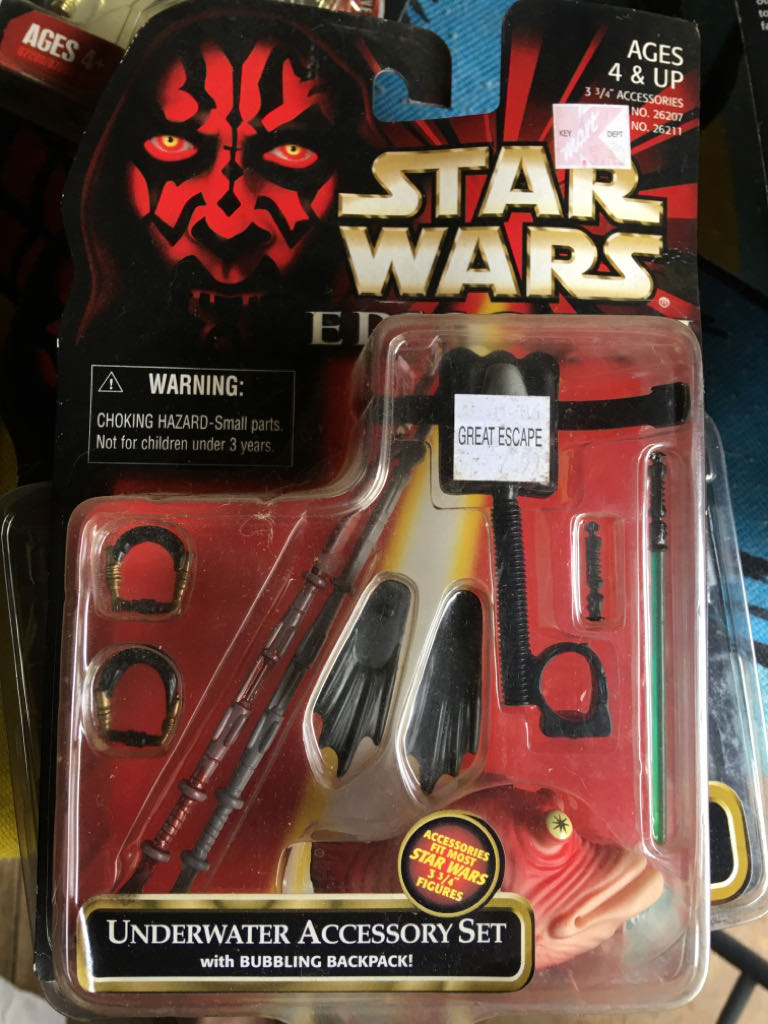 AGES 4+
AGES
4 & UP
3 3/4" ACCESSORIES
NO. 26207
NO. 26211
KEY
mart
DEPT
STAR
WARS
®
WARNING:
CHOKING HAZARD-Small parts.
Not for children under 3 years.
GREAT ESCAPE
ACCESSORIES
FIT MOST
STAR WARS
3 3/4"
FIGURES
UNDERWATER ACCESSORY SET
with BUBBLING BACKPACK!